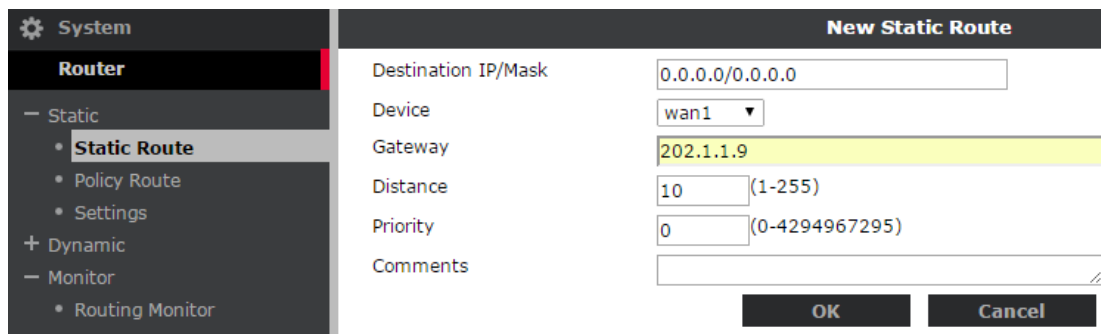 System
Router
Static
Static Route
Policy Route
Settings
Dynamic
Monitor
Routing Monitor
New Static Route
Destination IP/Mask 0.0.0.0/0.0.0.0
Device wan1
Gateway 202.1.1.9
Distance 10 (1-255)
Priority 0 (0-4294967295)
Comments
OK Cancel